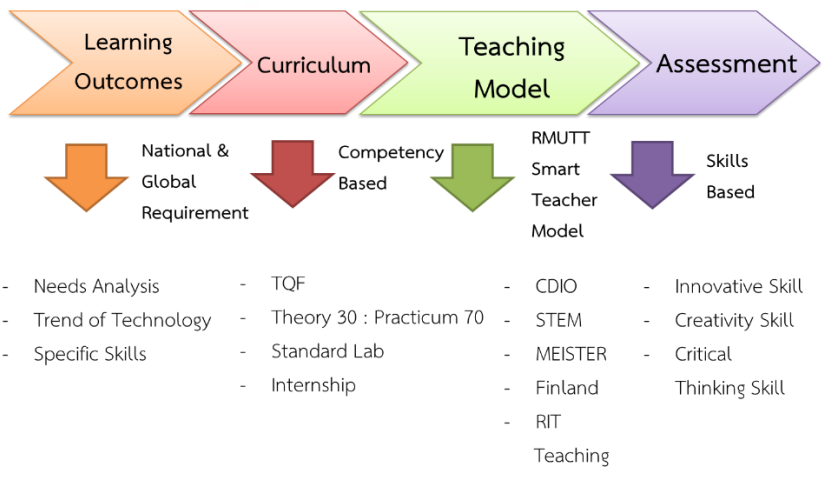 Learning
Outcomes
Curriculum
Teaching
Model
Assessment
National &
Global
Requirement
Competency
Based
RMUTT
Smart
Teacher
Model
Skills
Based
- Needs Analysis
- Trend of Technology
- Specific Skills
- TQF
- Theory 30 : Practicum 70
- Standard Lab
- Internship
- CDIO
- STEM
- MEISTER
- Finland
- RIT
Teaching
- Innovative Skill
- Creativity Skill
- Critical
Thinking Skill